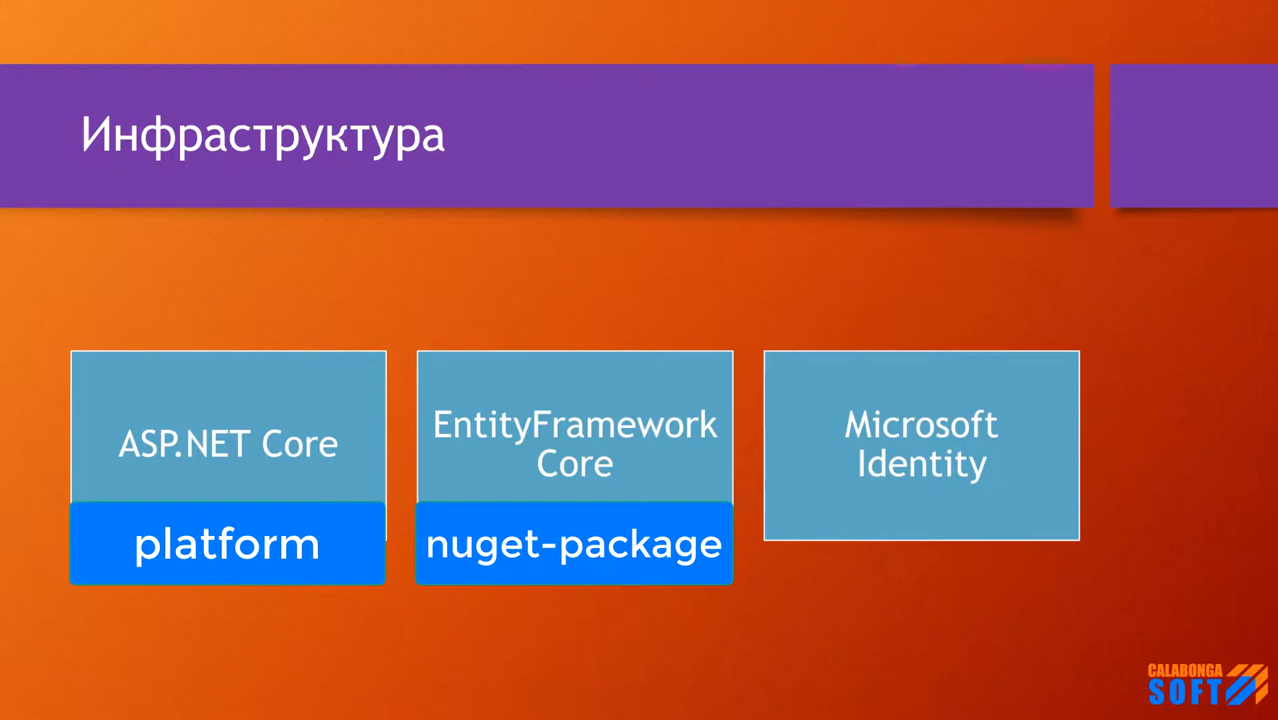 Инфраструктура
ASP.NET Core
platform
EntityFramework
Core
nuget-package
Microsoft
Identity
CALABONGA
SOFT